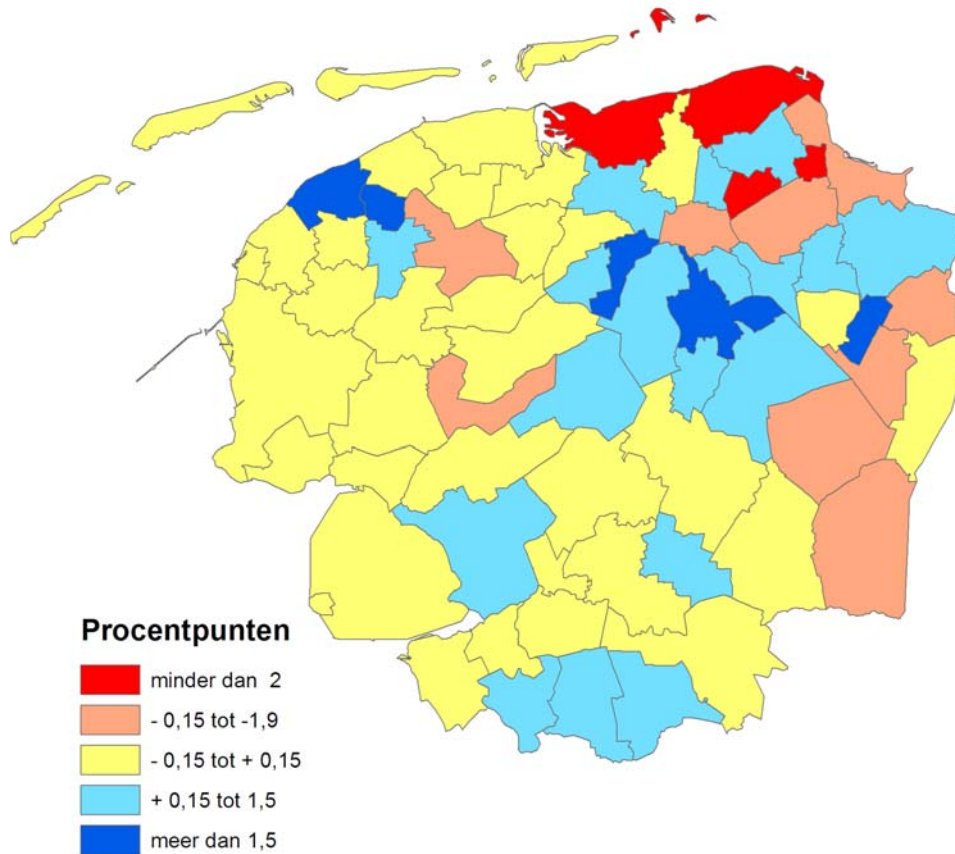 Procentpunten
minder dan 2
- 0,15 tot -1,9
- 0,15 tot + 0,15
+ 0,15 tot 1,5
meer dan 1,5